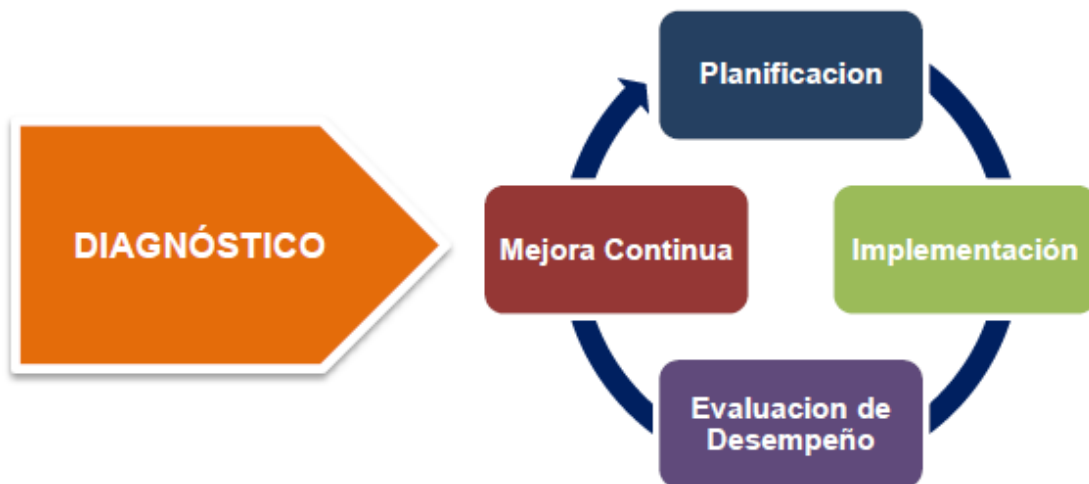 DIAGNÓSTICO
Planificacion
Implementación
Evaluacion de
Desempeño
Mejora Continua